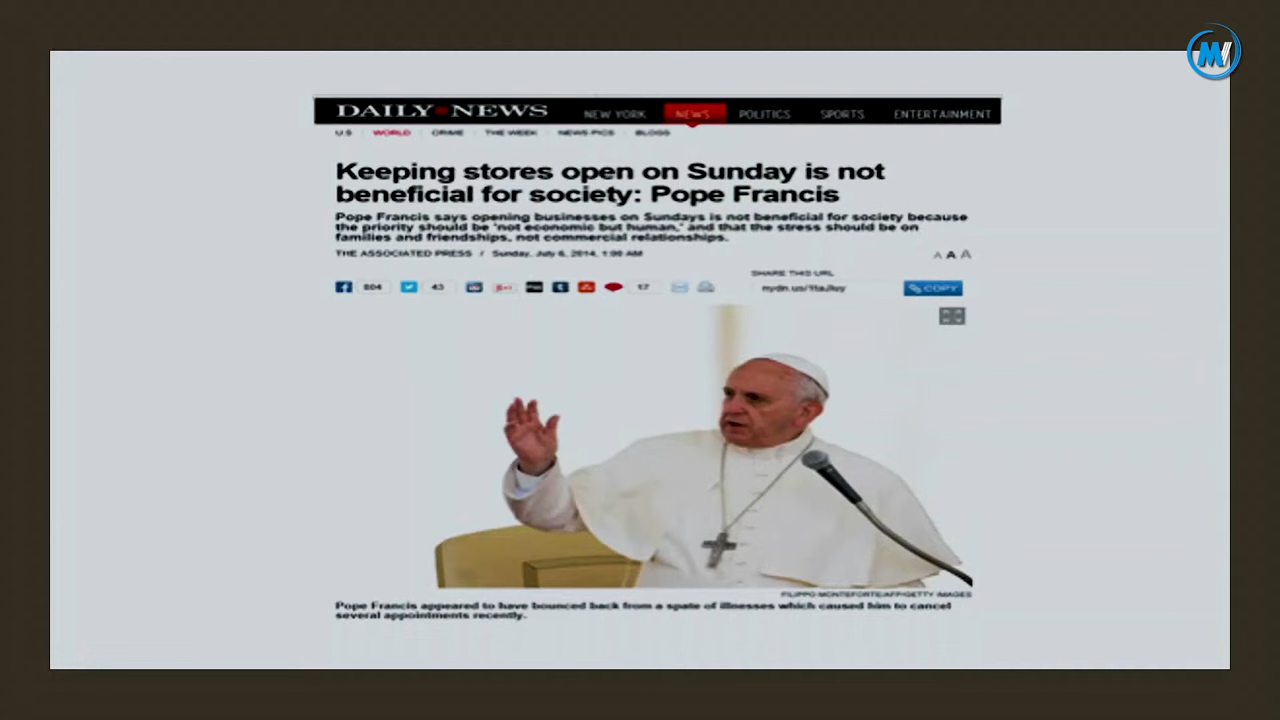 DAILY NEWS NEW YORK NEWS POLITICS SPORTS ENTERTAINMENT
U.S WORLD CRIME THE WEEK NEWS PICS BLOGS
Keeping stores open on Sunday is not
beneficial for society: Pope Francis
Pope Francis says opening businesses on Sundays is not beneficial for society because
the priority should be 'not economic but human,' and that the stress should be on
families and friendships, not commercial relationships.
THE ASSOCIATED PRESS / Sunday, July 6, 2014, 1:00 AM
A A A
SHARE THIS URL
804 43 17 COPY
FILIPPO MONTEFORTE/AFP/GETTY IMAGES
Pope Francis appeared to have bounced back from a spate of illnesses which caused him to cancel
several appointments recently.